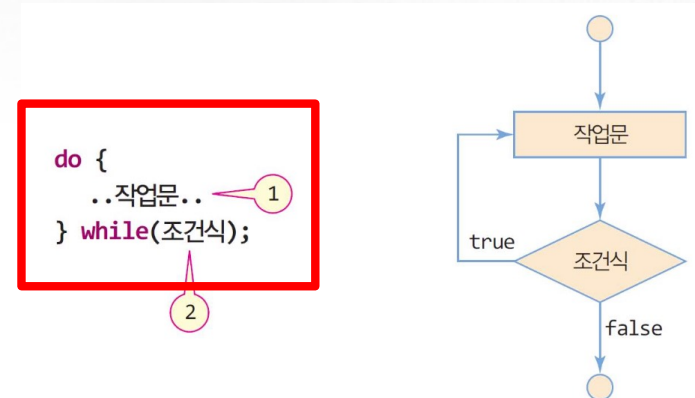 do {
..작업문..
1
} while(조건식);
2
작업문
true
조건식
false